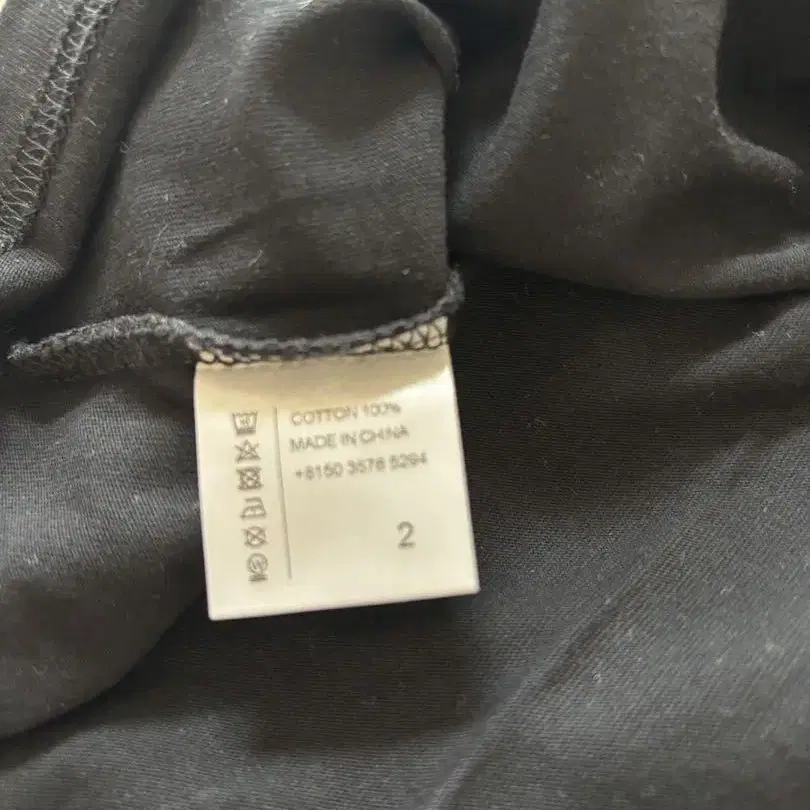 COTTON 100%
MADE IN CHINA
+8150 3578 5294
2